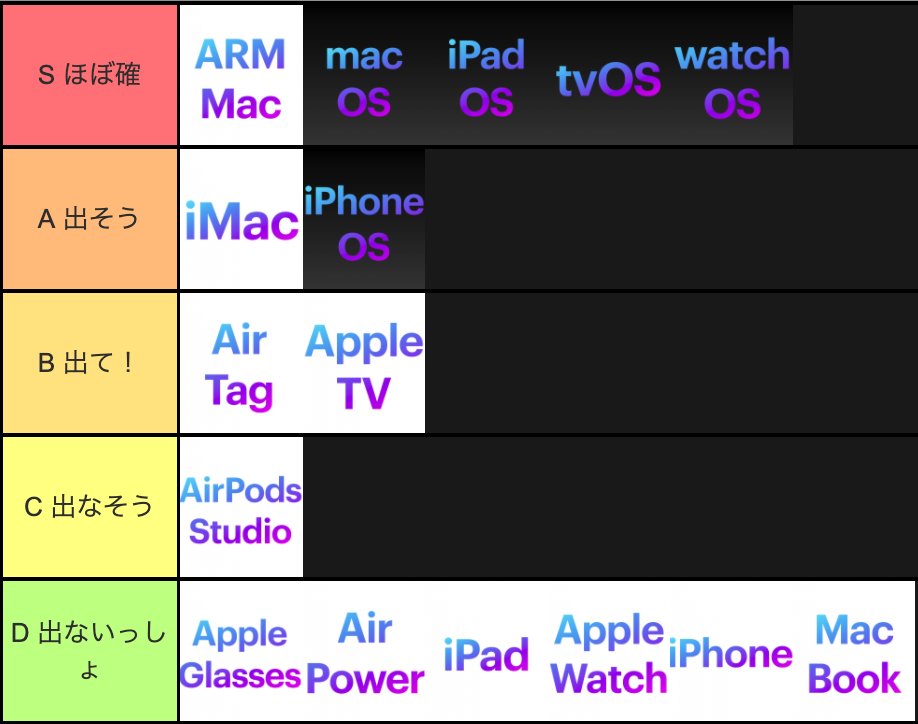 S ほぼ確
ARM
Mac
mac
OS
iPad
OS
tvOS
watch
OS
A 出そう
iMac
iPhone
OS
B 出て！
Air
Tag
Apple
TV
C 出なそう
AirPods
Studio
D 出ないっし
ょ
Apple
Glasses
Air
Power
iPad
Apple
Watch
iPhone
Mac
Book